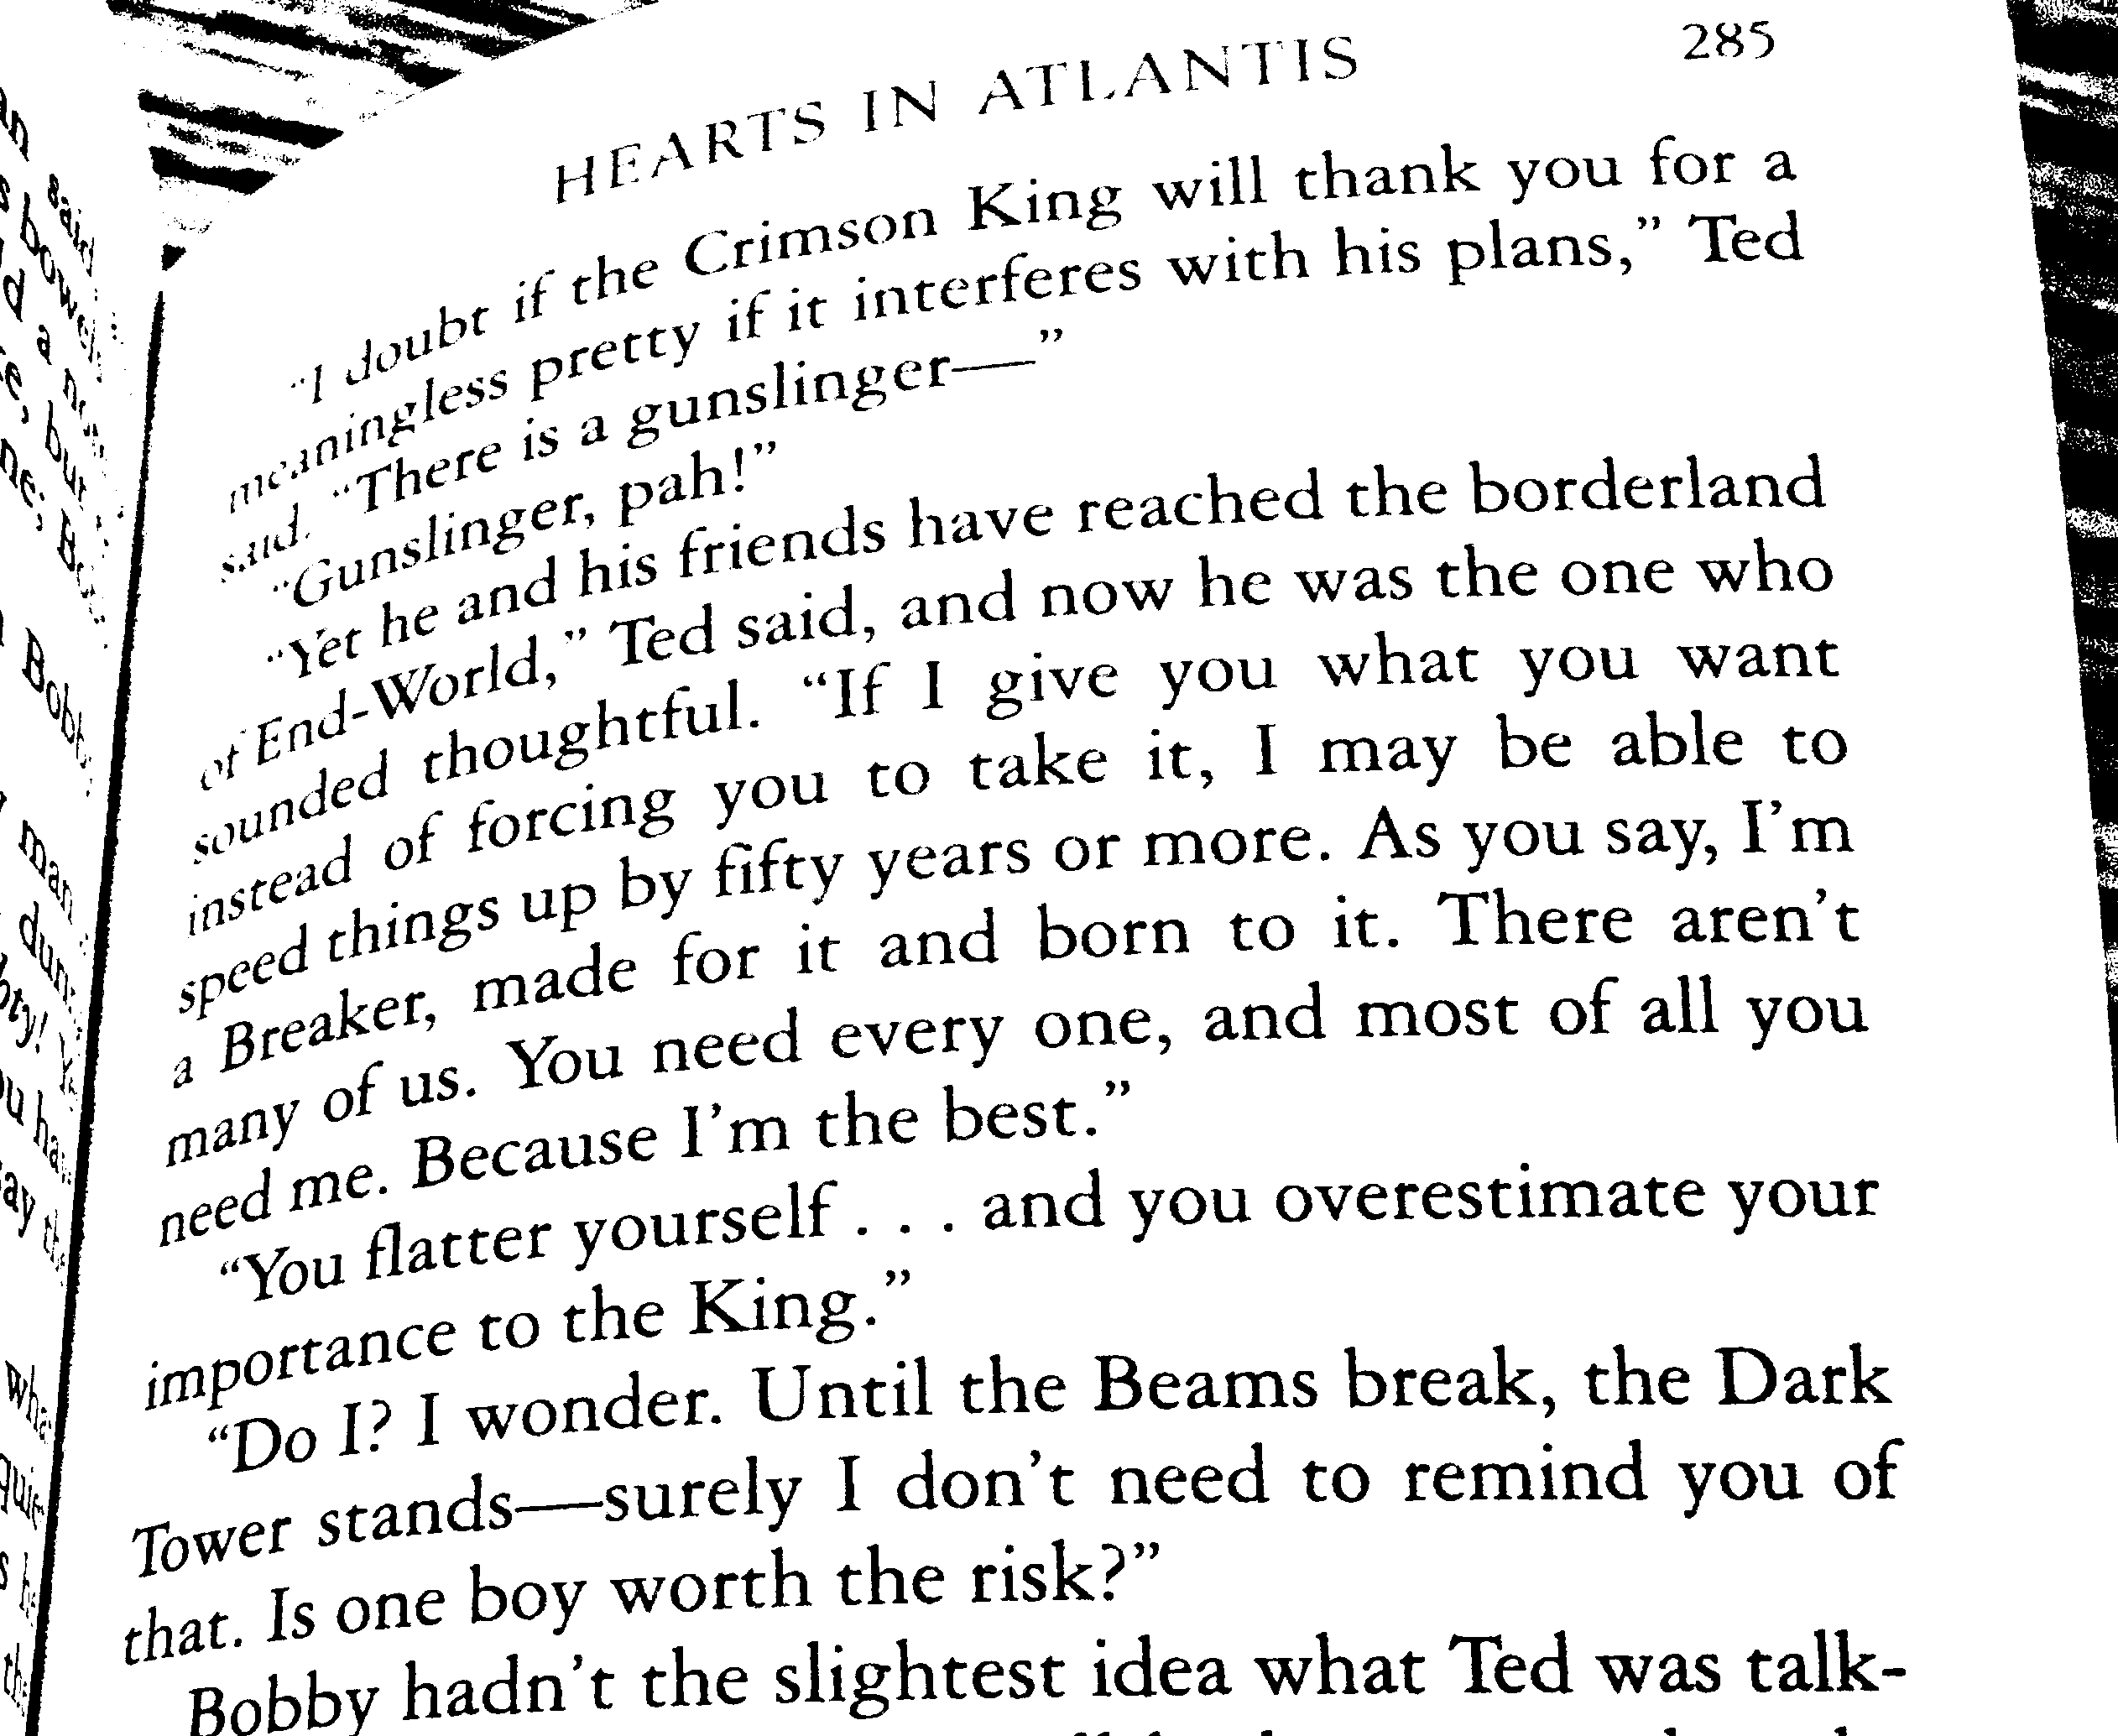 HEARTS IN ATLANTIS 285
“I doubt if the Crimson King will thank you for a
meaningless pretty if it interferes with his plans,” Ted
said. “There is a gunslinger—”
“Gunslinger, pah!”
“Yet he and his friends have reached the borderland
of End-World,” Ted said, and now he was the one who
sounded thoughtful. “If I give you what you want
instead of forcing you to take it, I may be able to
speed things up by fifty years or more. As you say, I’m
a Breaker, made for it and born to it. There aren’t
many of us. You need every one, and most of all you
need me. Because I’m the best.”
“You flatter yourself . . . and you overestimate your
importance to the King.”
“Do I? I wonder. Until the Beams break, the Dark
Tower stands—surely I don’t need to remind you of
that. Is one boy worth the risk?”
Bobby hadn’t the slightest idea what Ted was talk-